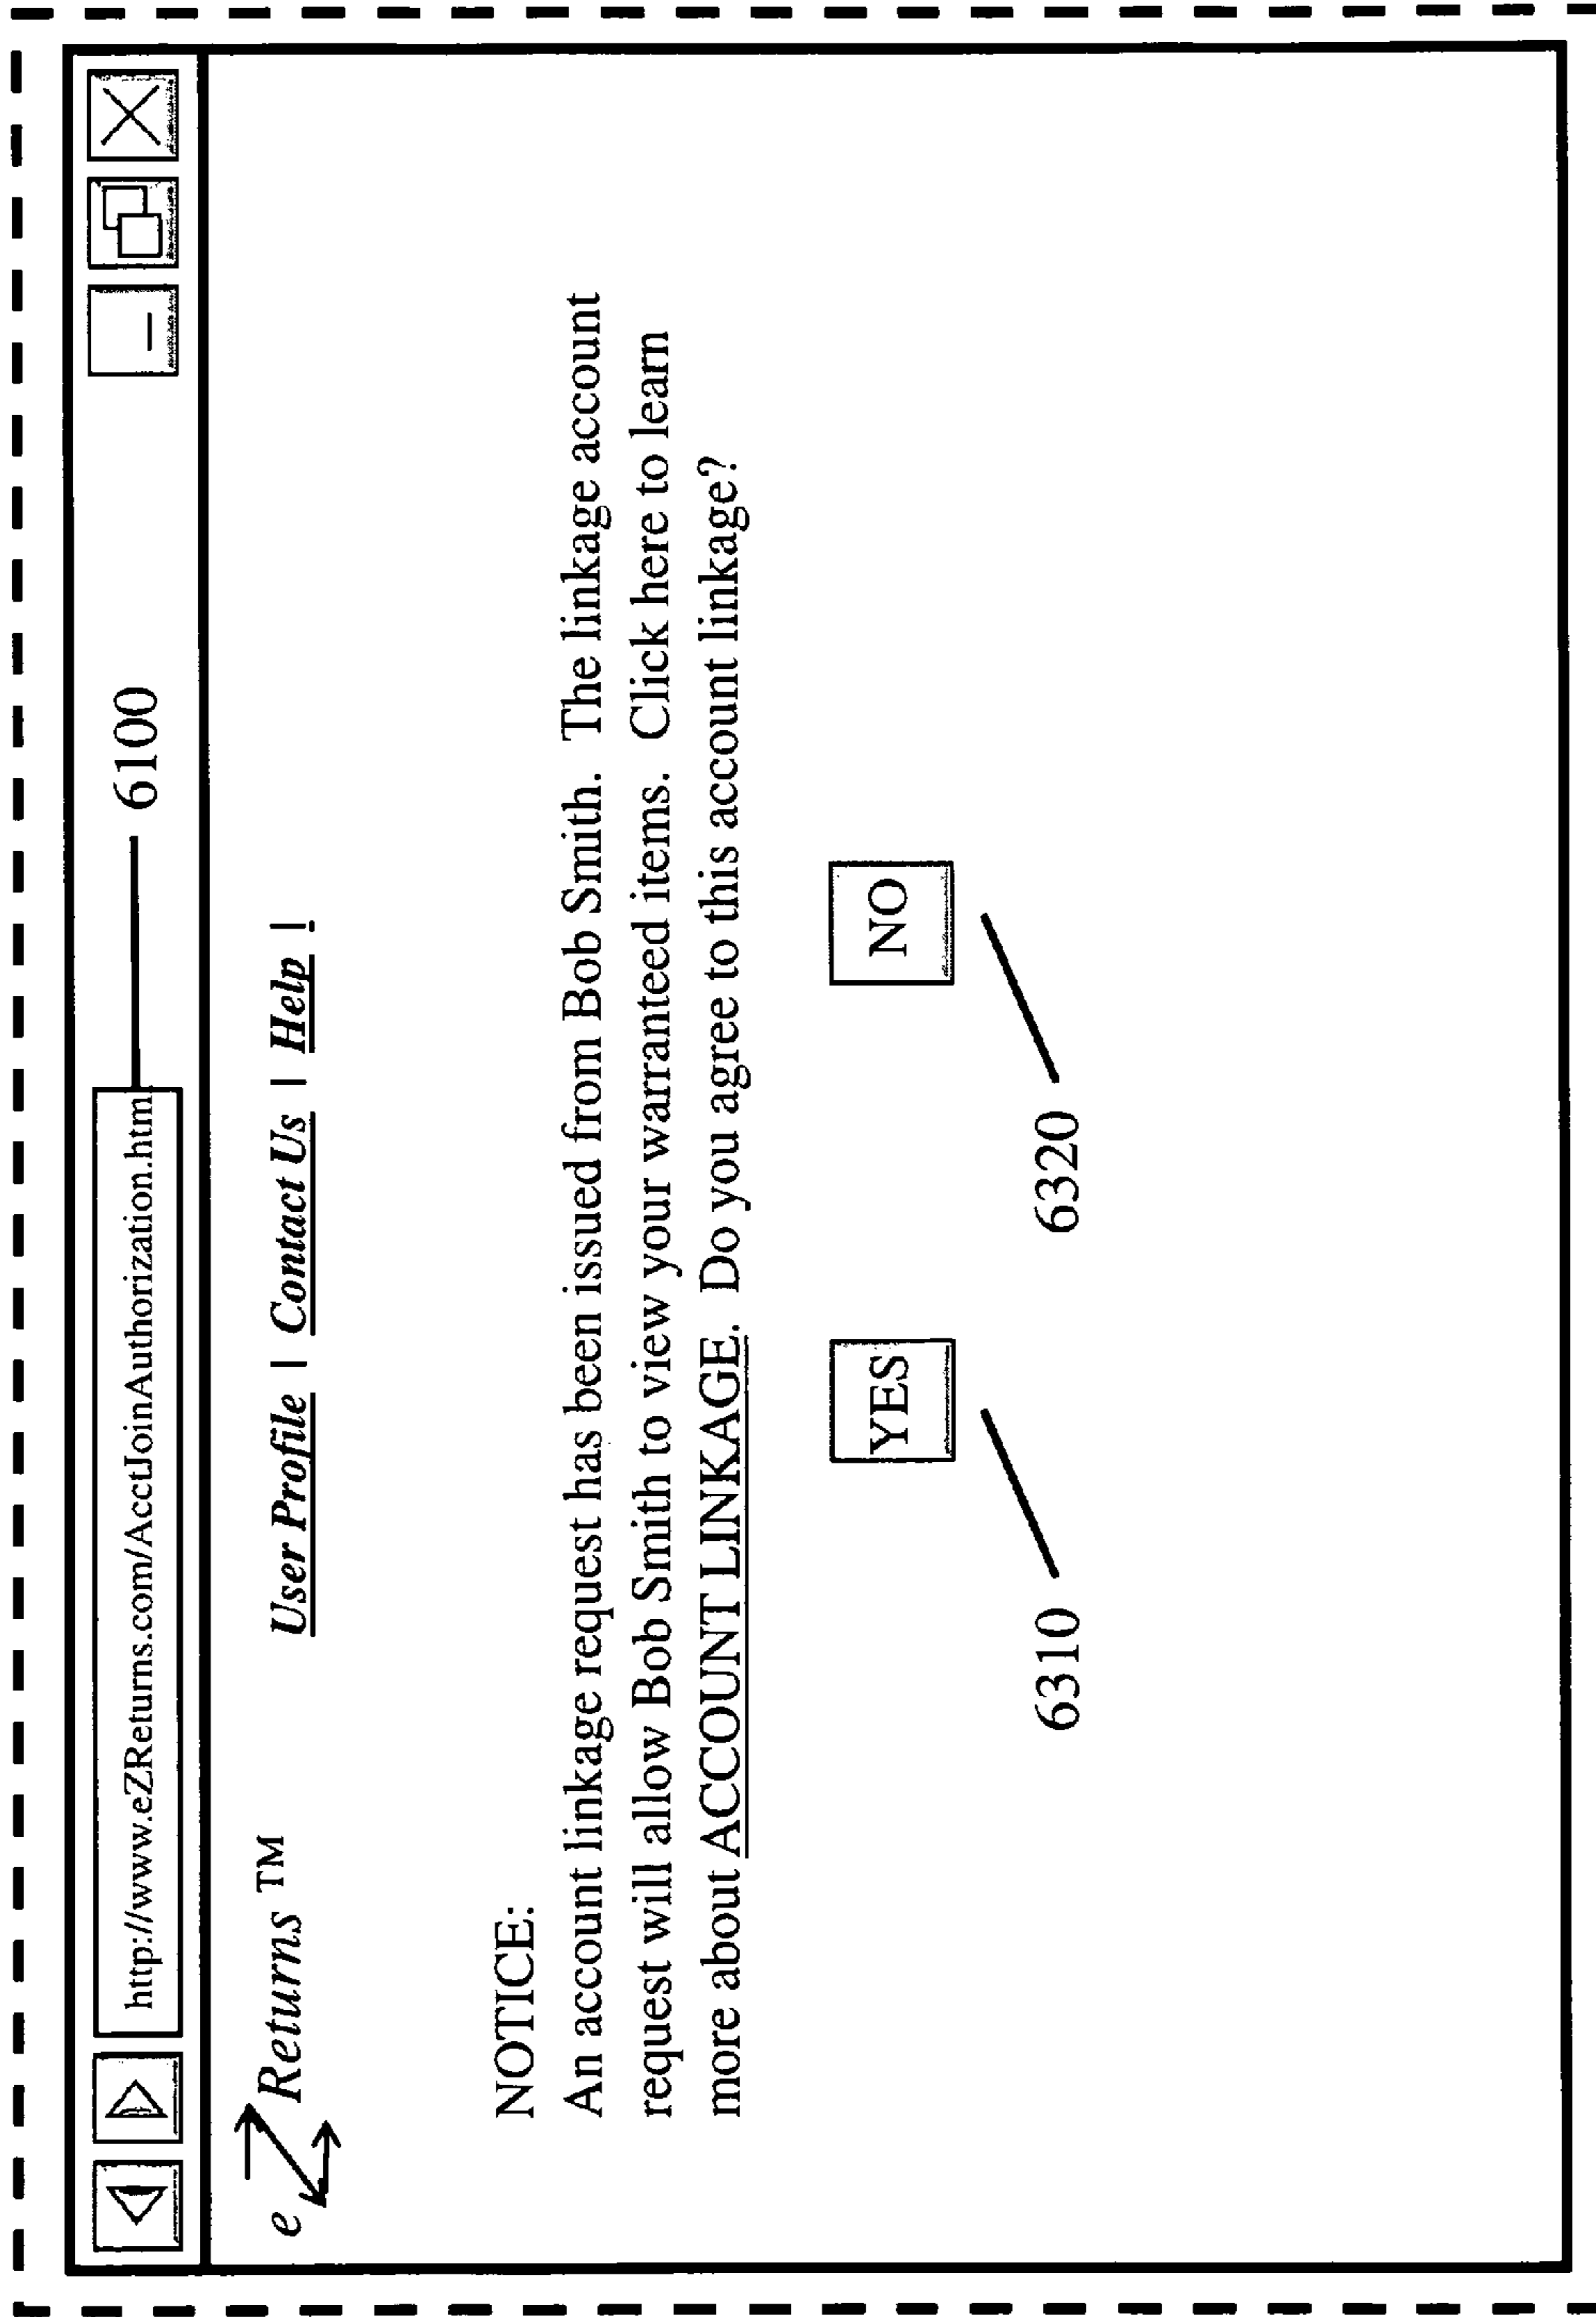 http://www.eZReturns.com/AcctJoinAuthorization.htm
6100
eZReturns™
User Profile | Contact Us | Help |
NOTICE:
An account linkage request has been issued from Bob Smith. The linkage account
request will allow Bob Smith to view your warranteed items. Click here to learn
more about ACCOUNT LINKAGE. Do you agree to this account linkage?
YES
NO
6310
6320